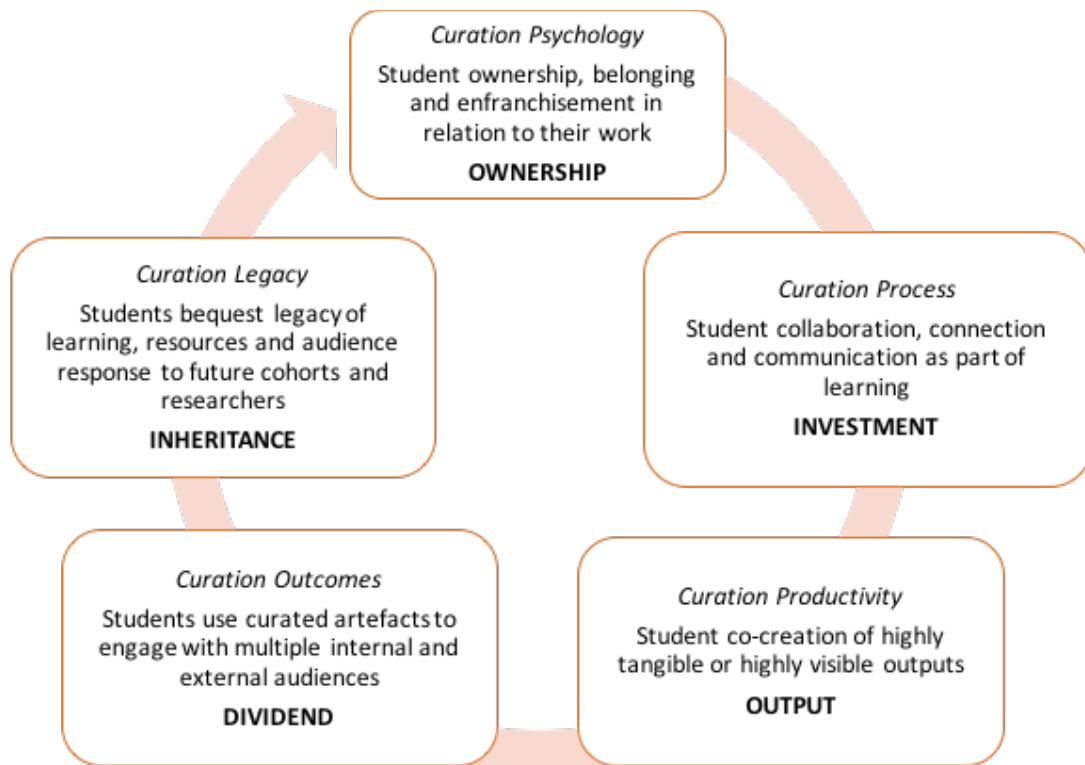 Curation Psychology
Student ownership, belonging
and enfranchisement in
relation to their work
OWNERSHIP
Curation Process
Student collaboration, connection
and communication as part of
learning
INVESTMENT
Curation Productivity
Student co-creation of highly
tangible or highly visible outputs
OUTPUT
Curation Outcomes
Students use curated artefacts to
engage with multiple internal and
external audiences
DIVIDEND
Curation Legacy
Students bequest legacy of
learning, resources and audience
response to future cohorts and
researchers
INHERITANCE